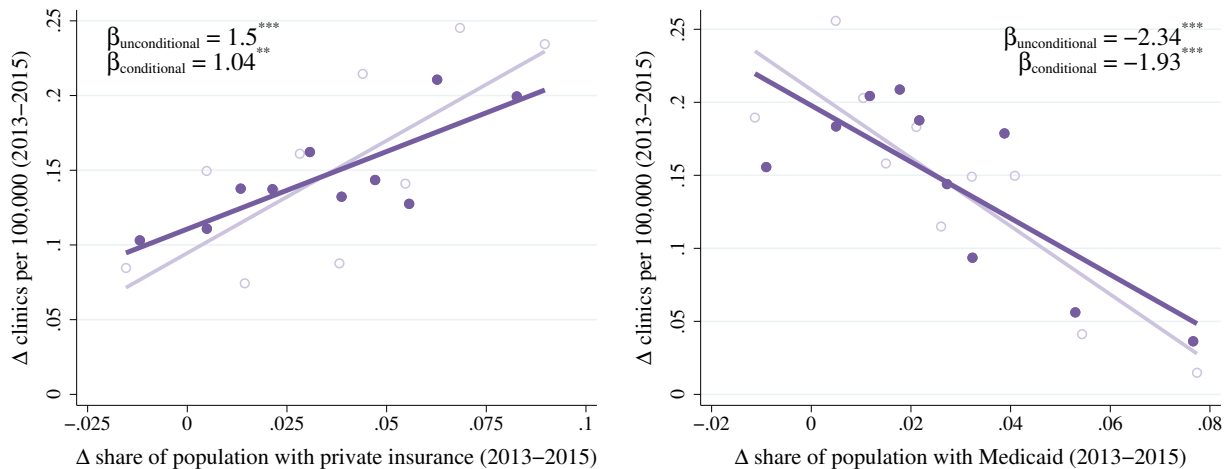 βunconditional = 1.5***
βconditional = 1.04**
Δ clinics per 100,000 (2013−2015)
.25
.2
.15
.1
.05
0
−.025 0 .025 .05 .075 .1
Δ share of population with private insurance (2013−2015)
βunconditional = −2.34***
βconditional = −1.93***
Δ clinics per 100,000 (2013−2015)
.25
.2
.15
.1
.05
0
−.02 0 .02 .04 .06 .08
Δ share of population with Medicaid (2013−2015)